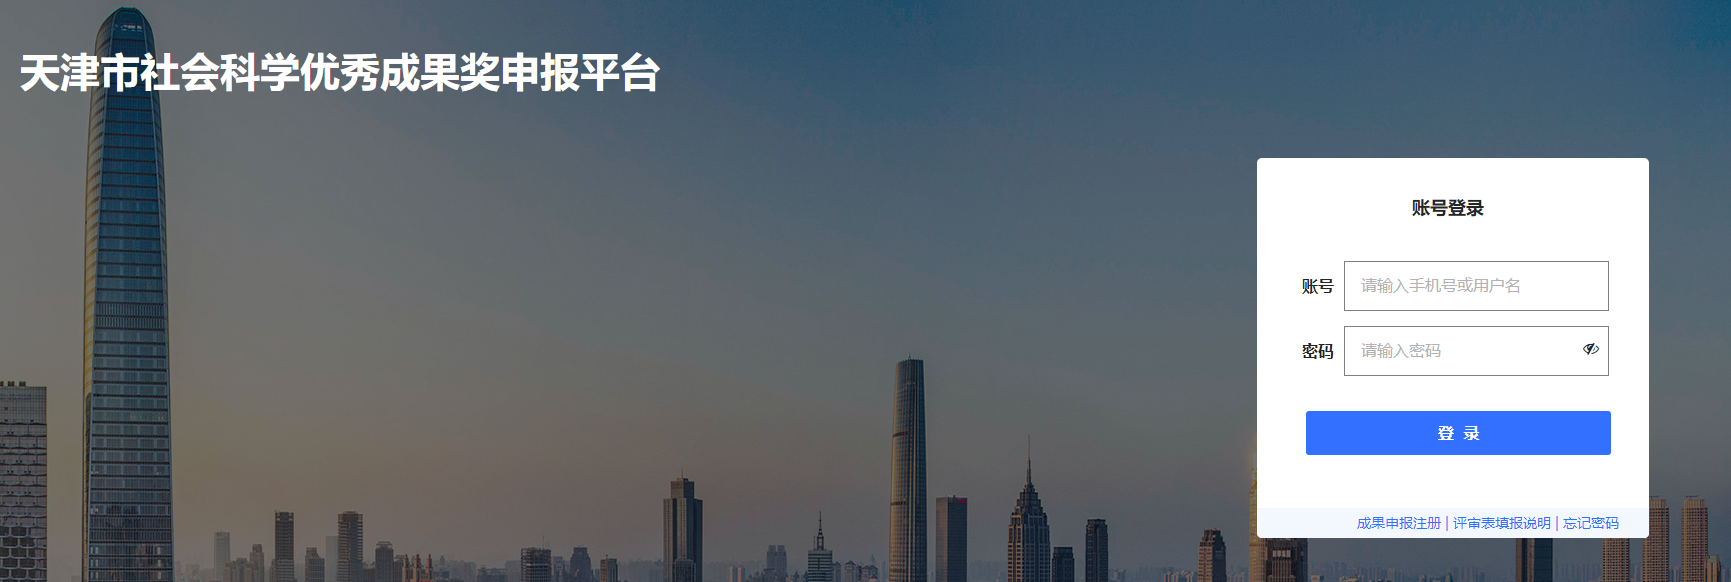 天津市社会科学优秀成果奖申报平台
账号登录
账号 请输入手机号或用户名
密码 请输入密码
登 录
成果申报注册 | 评审表填报说明 | 忘记密码